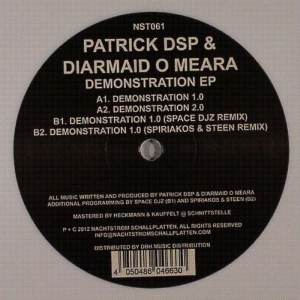 NST061
PATRICK DSP &
DIARMAID O MEARA
DEMONSTRATION EP
A1. DEMONSTRATION 1.0
A2. DEMONSTRATION 2.0
B1. DEMONSTRATION 1.0 (SPACE DJZ REMIX)
B2. DEMONSTRATION 1.0 (SPIRIAKOS & STEEN REMIX)
ALL MUSIC WRITTEN AND PRODUCED BY PATRICK DSP & DIARMAID O MEARA
ADDITIONAL PROGRAMMING BY SPACE DJZ (B1) AND SPIRIAKOS & STEEN (B2)
MASTERED BY HECKMANN & KAUFFELT @ SCHNITTSTELLE
P + C 2012 NACHTSTROM SCHALLPLATTEN, ALL RIGHTS RESERVED
INFO@NACHTSTROMSCHALLPLATTEN.COM
DISTRIBUTED BY DBH MUSIC DISTRIBUTION
4 050486 046630